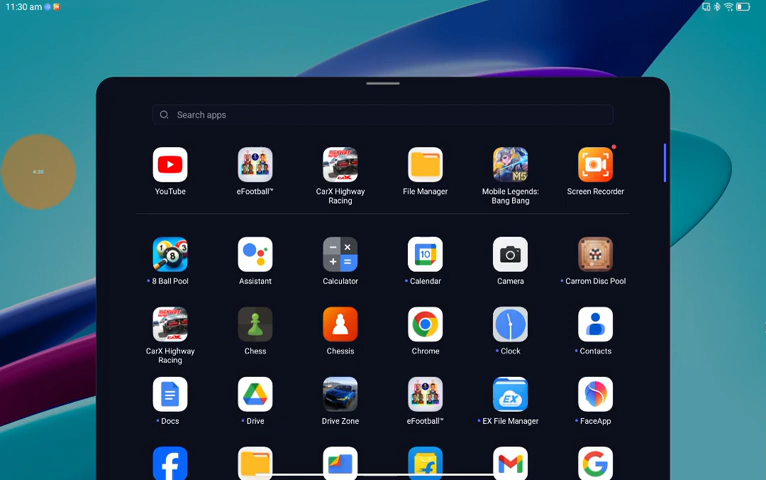 11:30 am
Search apps
YouTube
eFootball™
CarX Highway
Racing
File Manager
Mobile Legends:
Bang Bang
Screen Recorder
8 Ball Pool
Assistant
Calculator
Calendar
Camera
Carrom Disc Pool
CarX Highway
Racing
Chess
Chessis
Chrome
Clock
Contacts
Docs
Drive
Drive Zone
eFootball™
EX File Manager
FaceApp